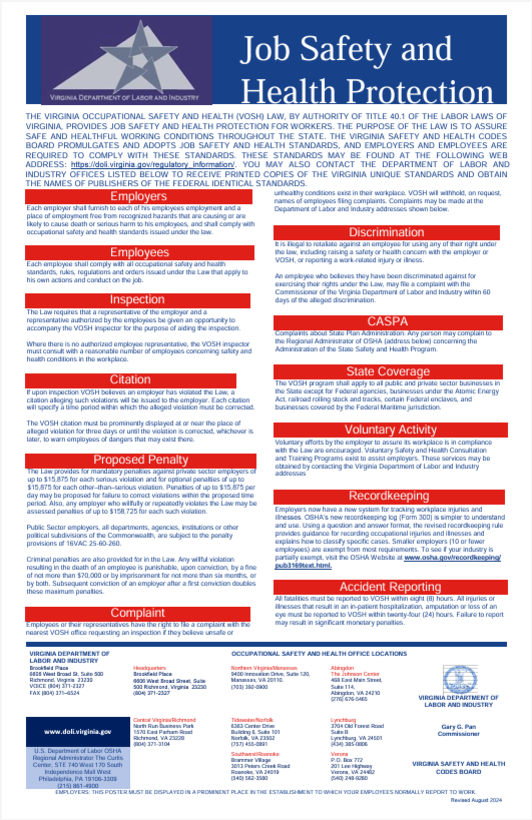 VIRGINIA DEPARTMENT OF LABOR AND INDUSTRY
Job Safety and
Health Protection
THE VIRGINIA OCCUPATIONAL SAFETY AND HEALTH (VOSH) LAW, BY AUTHORITY OF TITLE 40.1 OF THE LABOR LAWS OF
VIRGINIA, PROVIDES JOB SAFETY AND HEALTH PROTECTION FOR WORKERS. THE PURPOSE OF THE LAW IS TO ASSURE
SAFE AND HEALTHFUL WORKING CONDITIONS THROUGHOUT THE STATE. THE VIRGINIA SAFETY AND HEALTH CODES
BOARD PROMULGATES AND ADOPTS JOB SAFETY AND HEALTH STANDARDS, AND EMPLOYERS AND EMPLOYEES ARE
REQUIRED TO COMPLY WITH THESE STANDARDS. THESE STANDARDS MAY BE FOUND AT THE FOLLOWING WEB
ADDRESS: https://doli.virginia.gov/regulatory_information/. YOU MAY ALSO CONTACT THE DEPARTMENT OF LABOR AND
INDUSTRY OFFICES LISTED BELOW TO RECEIVE PRINTED COPIES OF THE VIRGINIA UNIQUE STANDARDS AND OBTAIN
THE NAMES OF PUBLISHERS OF THE FEDERAL IDENTICAL STANDARDS.
Employers
Each employer shall furnish to each of his employees employment and a
place of employment free from recognized hazards that are causing or are
likely to cause death or serious harm to his employees, and shall comply with
occupational safety and health standards issued under the law.
Employees
Each employee shall comply with all occupational safety and health
standards, rules, regulations and orders issued under the Law that apply to
his own actions and conduct on the job.
Inspection
The Law requires that a representative of the employer and a
representative authorized by the employees be given an opportunity to
accompany the VOSH inspector for the purpose of aiding the inspection.
Where there is no authorized employee representative, the VOSH inspector
must consult with a reasonable number of employees concerning safety and
health conditions in the workplace.
Citation
If upon inspection VOSH believes an employer has violated the Law, a
citation alleging such violations will be issued to the employer. Each citation
will specify a time period within which the alleged violation must be corrected.
The VOSH citation must be prominently displayed at or near the place of
alleged violation for three days or until the violation is corrected, whichever is
later, to warn employees of dangers that may exist there.
Proposed Penalty
The Law provides for mandatory penalties against private sector employers of
up to $15,875 for each serious violation and for optional penalties of up to
$15,875 for each other-than-serious violation. Penalties of up to $15,875 per
day may be proposed for failure to correct violations within the proposed time
period. Also, any employer who willfully or repeatedly violates the Law may be
assessed penalties of up to $158,725 for each such violation.
Public Sector employers, all departments, agencies, institutions or other
political subdivisions of the Commonwealth, are subject to the penalty
provisions of 16VAC 25-60-260.
Criminal penalties are also provided for in the Law. Any willful violation
resulting in the death of an employee is punishable, upon conviction, by a fine
of not more than $70,000 or by imprisonment for not more than six months, or
by both. Subsequent conviction of an employer after a first conviction doubles
these maximum penalties.
Complaint
Employees or their representatives have the right to file a complaint with the
nearest VOSH office requesting an inspection if they believe unsafe or
unhealthy conditions exist in their workplace. VOSH will withhold, on request,
names of employees filing complaints. Complaints may be made at the
Department of Labor and Industry addresses shown below.
Discrimination
It is illegal to retaliate against an employee for using any of their right under
the law, including raising a safety or health concern with the employer or
VOSH, or reporting a work-related injury or illness.
An employee who believes they have been discriminated against for
exercising their rights under the Law, may file a complaint with the
Commissioner of the Virginia Department of Labor and Industry within 60
days of the alleged discrimination.
CASPA
Complaints about State Plan Administration: Any person may complain to
the Regional Administrator of OSHA (address below) concerning the
Administration of the State Safety and Health Program.
State Coverage
The VOSH program shall apply to all public and private sector businesses in
the State except for Federal agencies, businesses under the Atomic Energy
Act, railroad rolling stock and tracks, certain Federal enclaves, and
businesses covered by the Federal Maritime jurisdiction.
Voluntary Activity
Voluntary efforts by the employer to assure its workplace is in compliance
with the Law are encouraged. Voluntary Safety and Health Consultation
and Training Programs exist to assist employers. These services may be
obtained by contacting the Virginia Department of Labor and Industry
addresses
Recordkeeping
Employers now have a new system for tracking workplace injuries and
illnesses. OSHA's new recordkeeping log (Form 300) is simpler to understand
and use. Using a question and answer format, the revised recordkeeping rule
provides guidance for recording occupational injuries and illnesses and
explains how to classify specific cases. Smaller employers (10 or fewer
employees) are exempt from most requirements. To see if your industry is
partially exempt, visit the OSHA Website at www.osha.gov/recordkeeping/
pub3169text.html.
Accident Reporting
All fatalities must be reported to VOSH within eight (8) hours. All injuries or
illnesses that result in an in-patient hospitalization, amputation or loss of an
eye must be reported to VOSH within twenty-four (24) hours. Failure to report
may result in significant monetary penalties.
VIRGINIA DEPARTMENT OF
LABOR AND INDUSTRY
Brookfield Place
6606 West Broad St, Suite 500
Richmond, Virginia 23230
VOICE (804) 371-2327
FAX (804) 371-6524
www.doli.virginia.gov
U.S. Department of Labor OSHA
Regional Administrator The Curtis
Center, STE 740 West 170 South
Independence Mall West
Philadelphia, PA 19106-3309
(215) 861-4900
OCCUPATIONAL SAFETY AND HEALTH OFFICE LOCATIONS
Headquarters
Brookfield Place
6606 West Broad Street, Suite
500 Richmond, Virginia 23230
(804) 371-2327
Northern Virginia/Manassas
9400 Innovation Drive, Suite 120,
Manassas, VA 20110.
(703) 392-0900
Abingdon
The Johnson Center
468 East Main Street,
Suite 114,
Abingdon, VA 24210
(276) 676-5465
Central Virginia/Richmond
North Run Business Park
1570 East Parham Road
Richmond, VA 23228
(804) 371-3104
Tidewater/Norfolk
6363 Center Drive
Building 6, Suite 101
Norfolk, VA 23502
(757) 455-0891
Lynchburg
3704 Old Forest Road
Suite B
Lynchburg, VA 24501
(434) 385-0806
Southwest/Roanoke
Brammer Village
3013 Peters Creek Road
Roanoke, VA 24019
(540) 562-3580
Verona
P.O. Box 772
201 Lee Highway
Verona, VA 24482
(540) 248-9280
VIRGINIA DEPARTMENT OF
LABOR AND INDUSTRY
Gary G. Pan
Commissioner
VIRGINIA SAFETY AND HEALTH
CODES BOARD
EMPLOYERS: THIS POSTER MUST BE DISPLAYED IN A PROMINENT PLACE IN THE ESTABLISHMENT TO WHICH YOUR EMPLOYEES NORMALLY REPORT TO WORK.
Revised August 2024